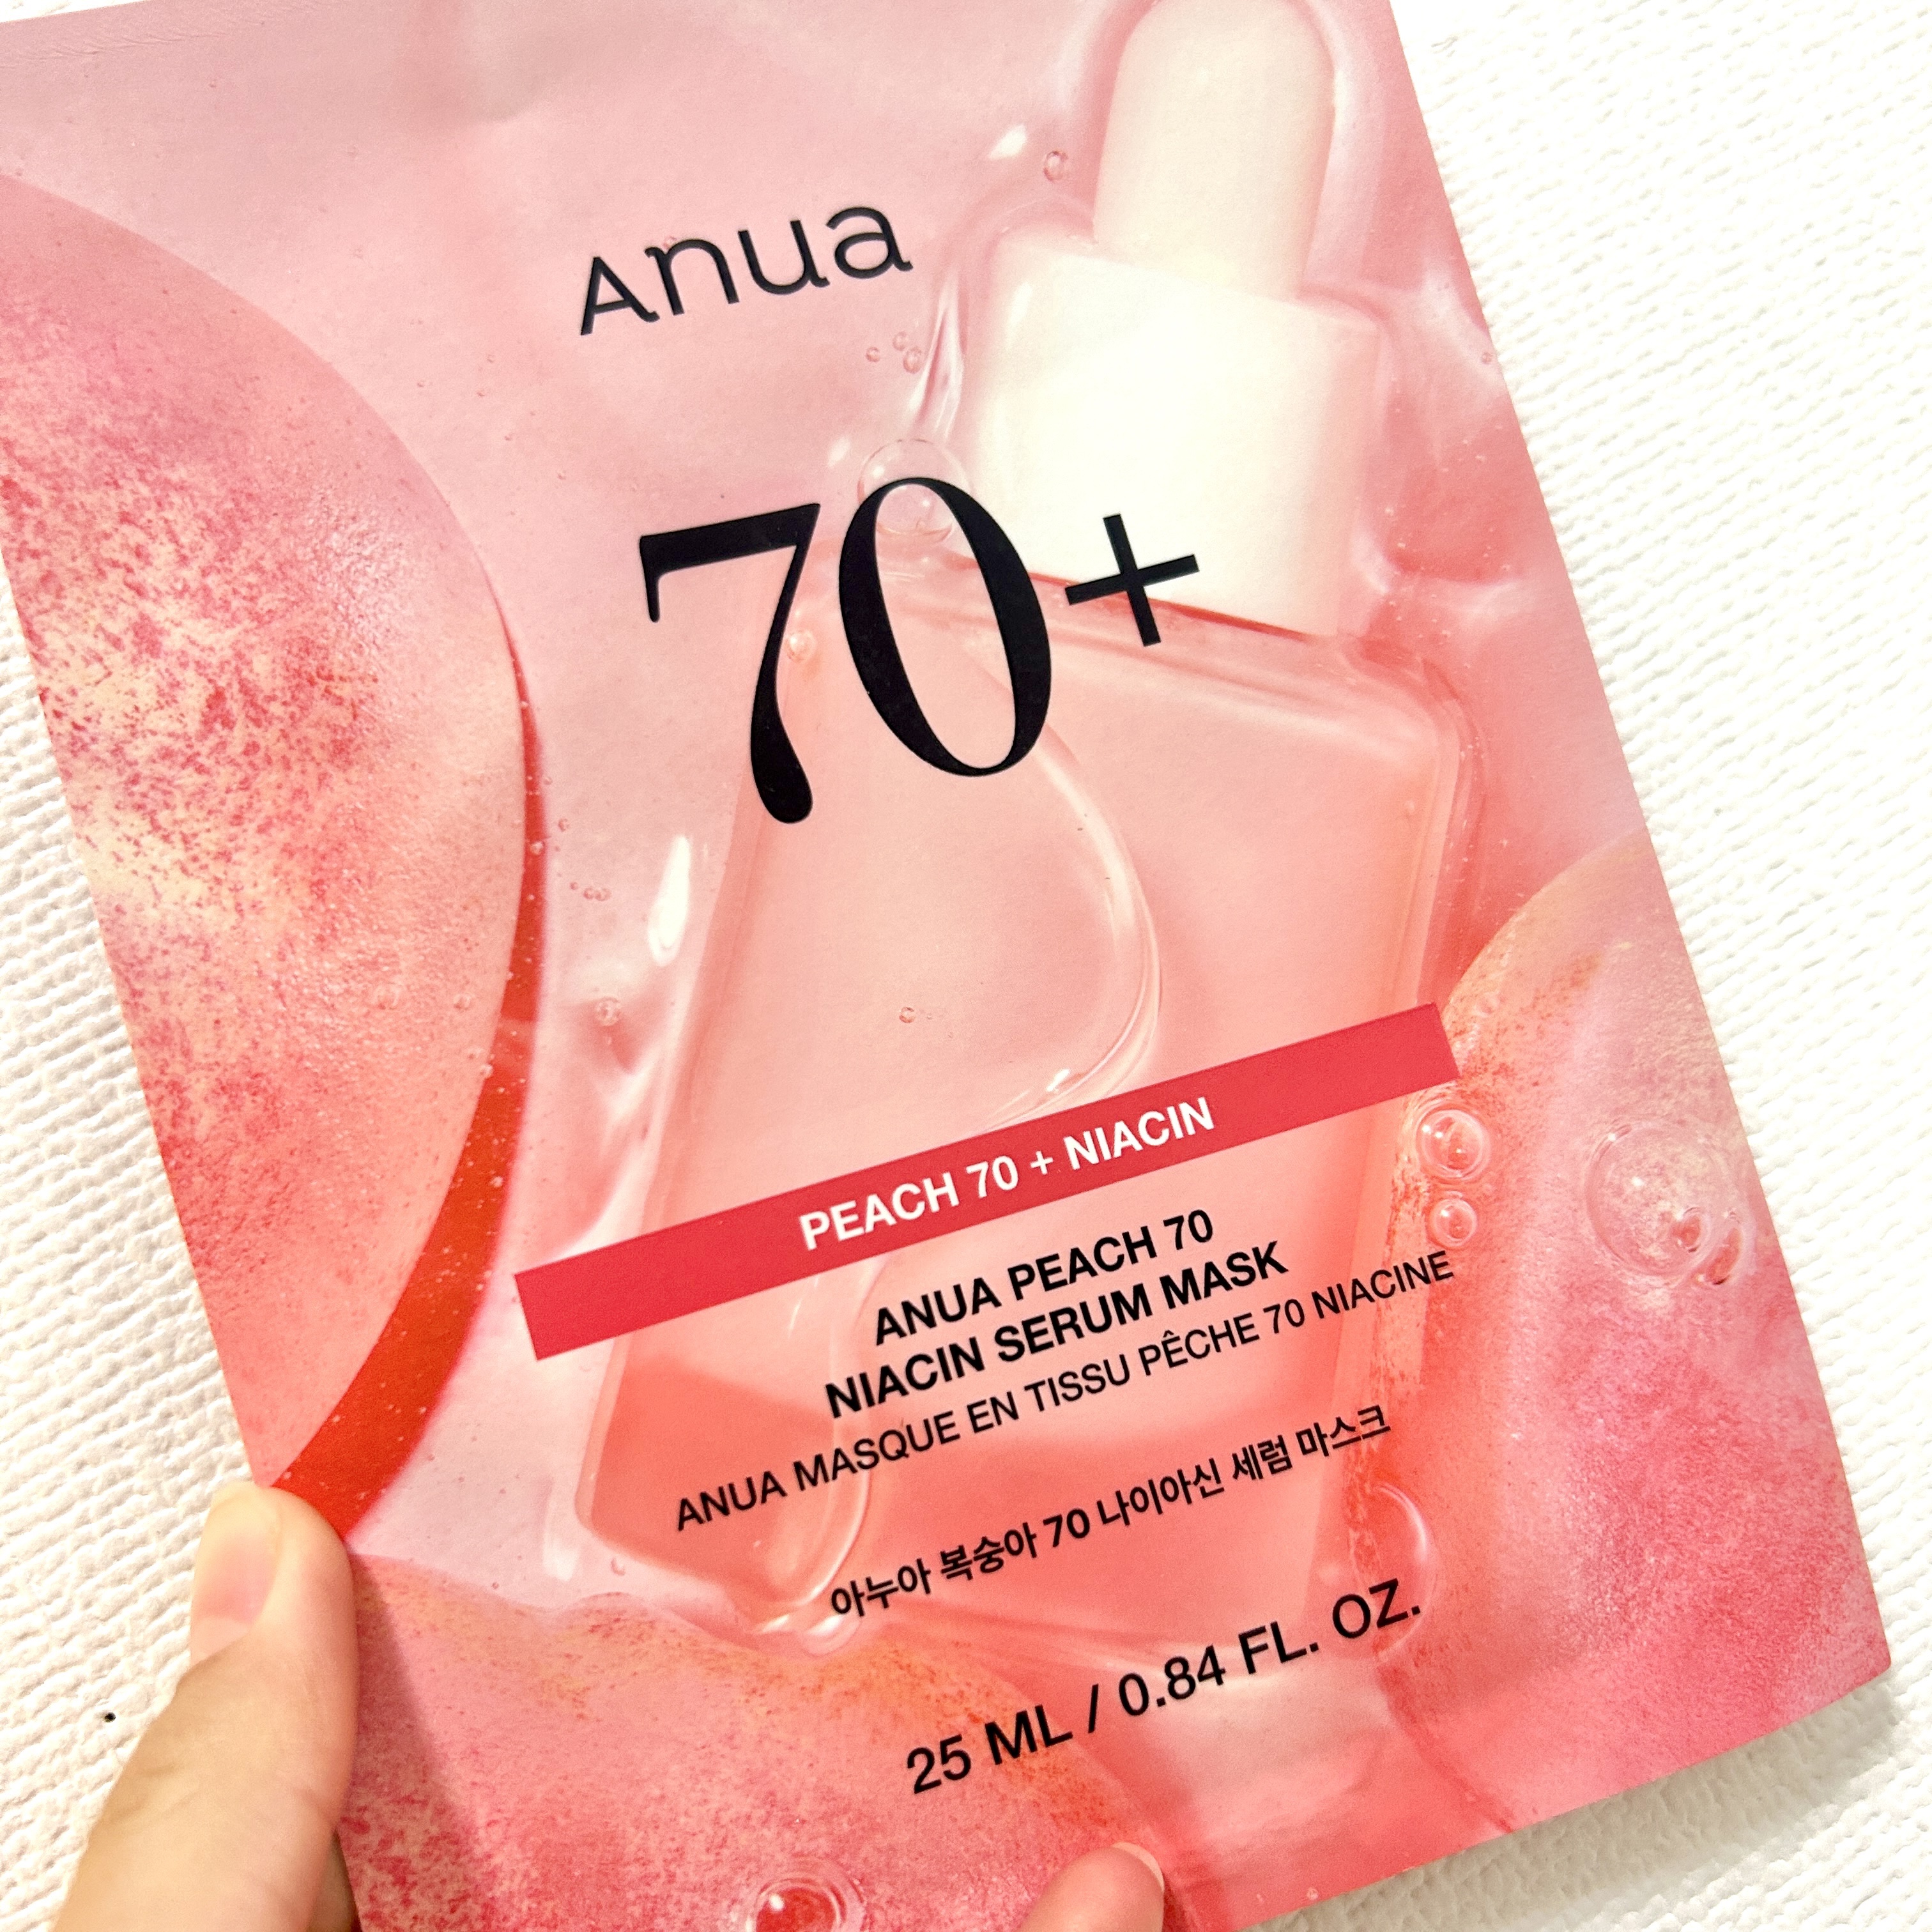 Anua
70+
PEACH 70 + NIACIN
ANUA PEACH 70
NIACIN SERUM MASK
ANUA MASQUE EN TISSU PÊCHE 70 NIACINE
아누아 복숭아 70 나이아신 세럼 마스크
25 ML / 0.84 FL. OZ.